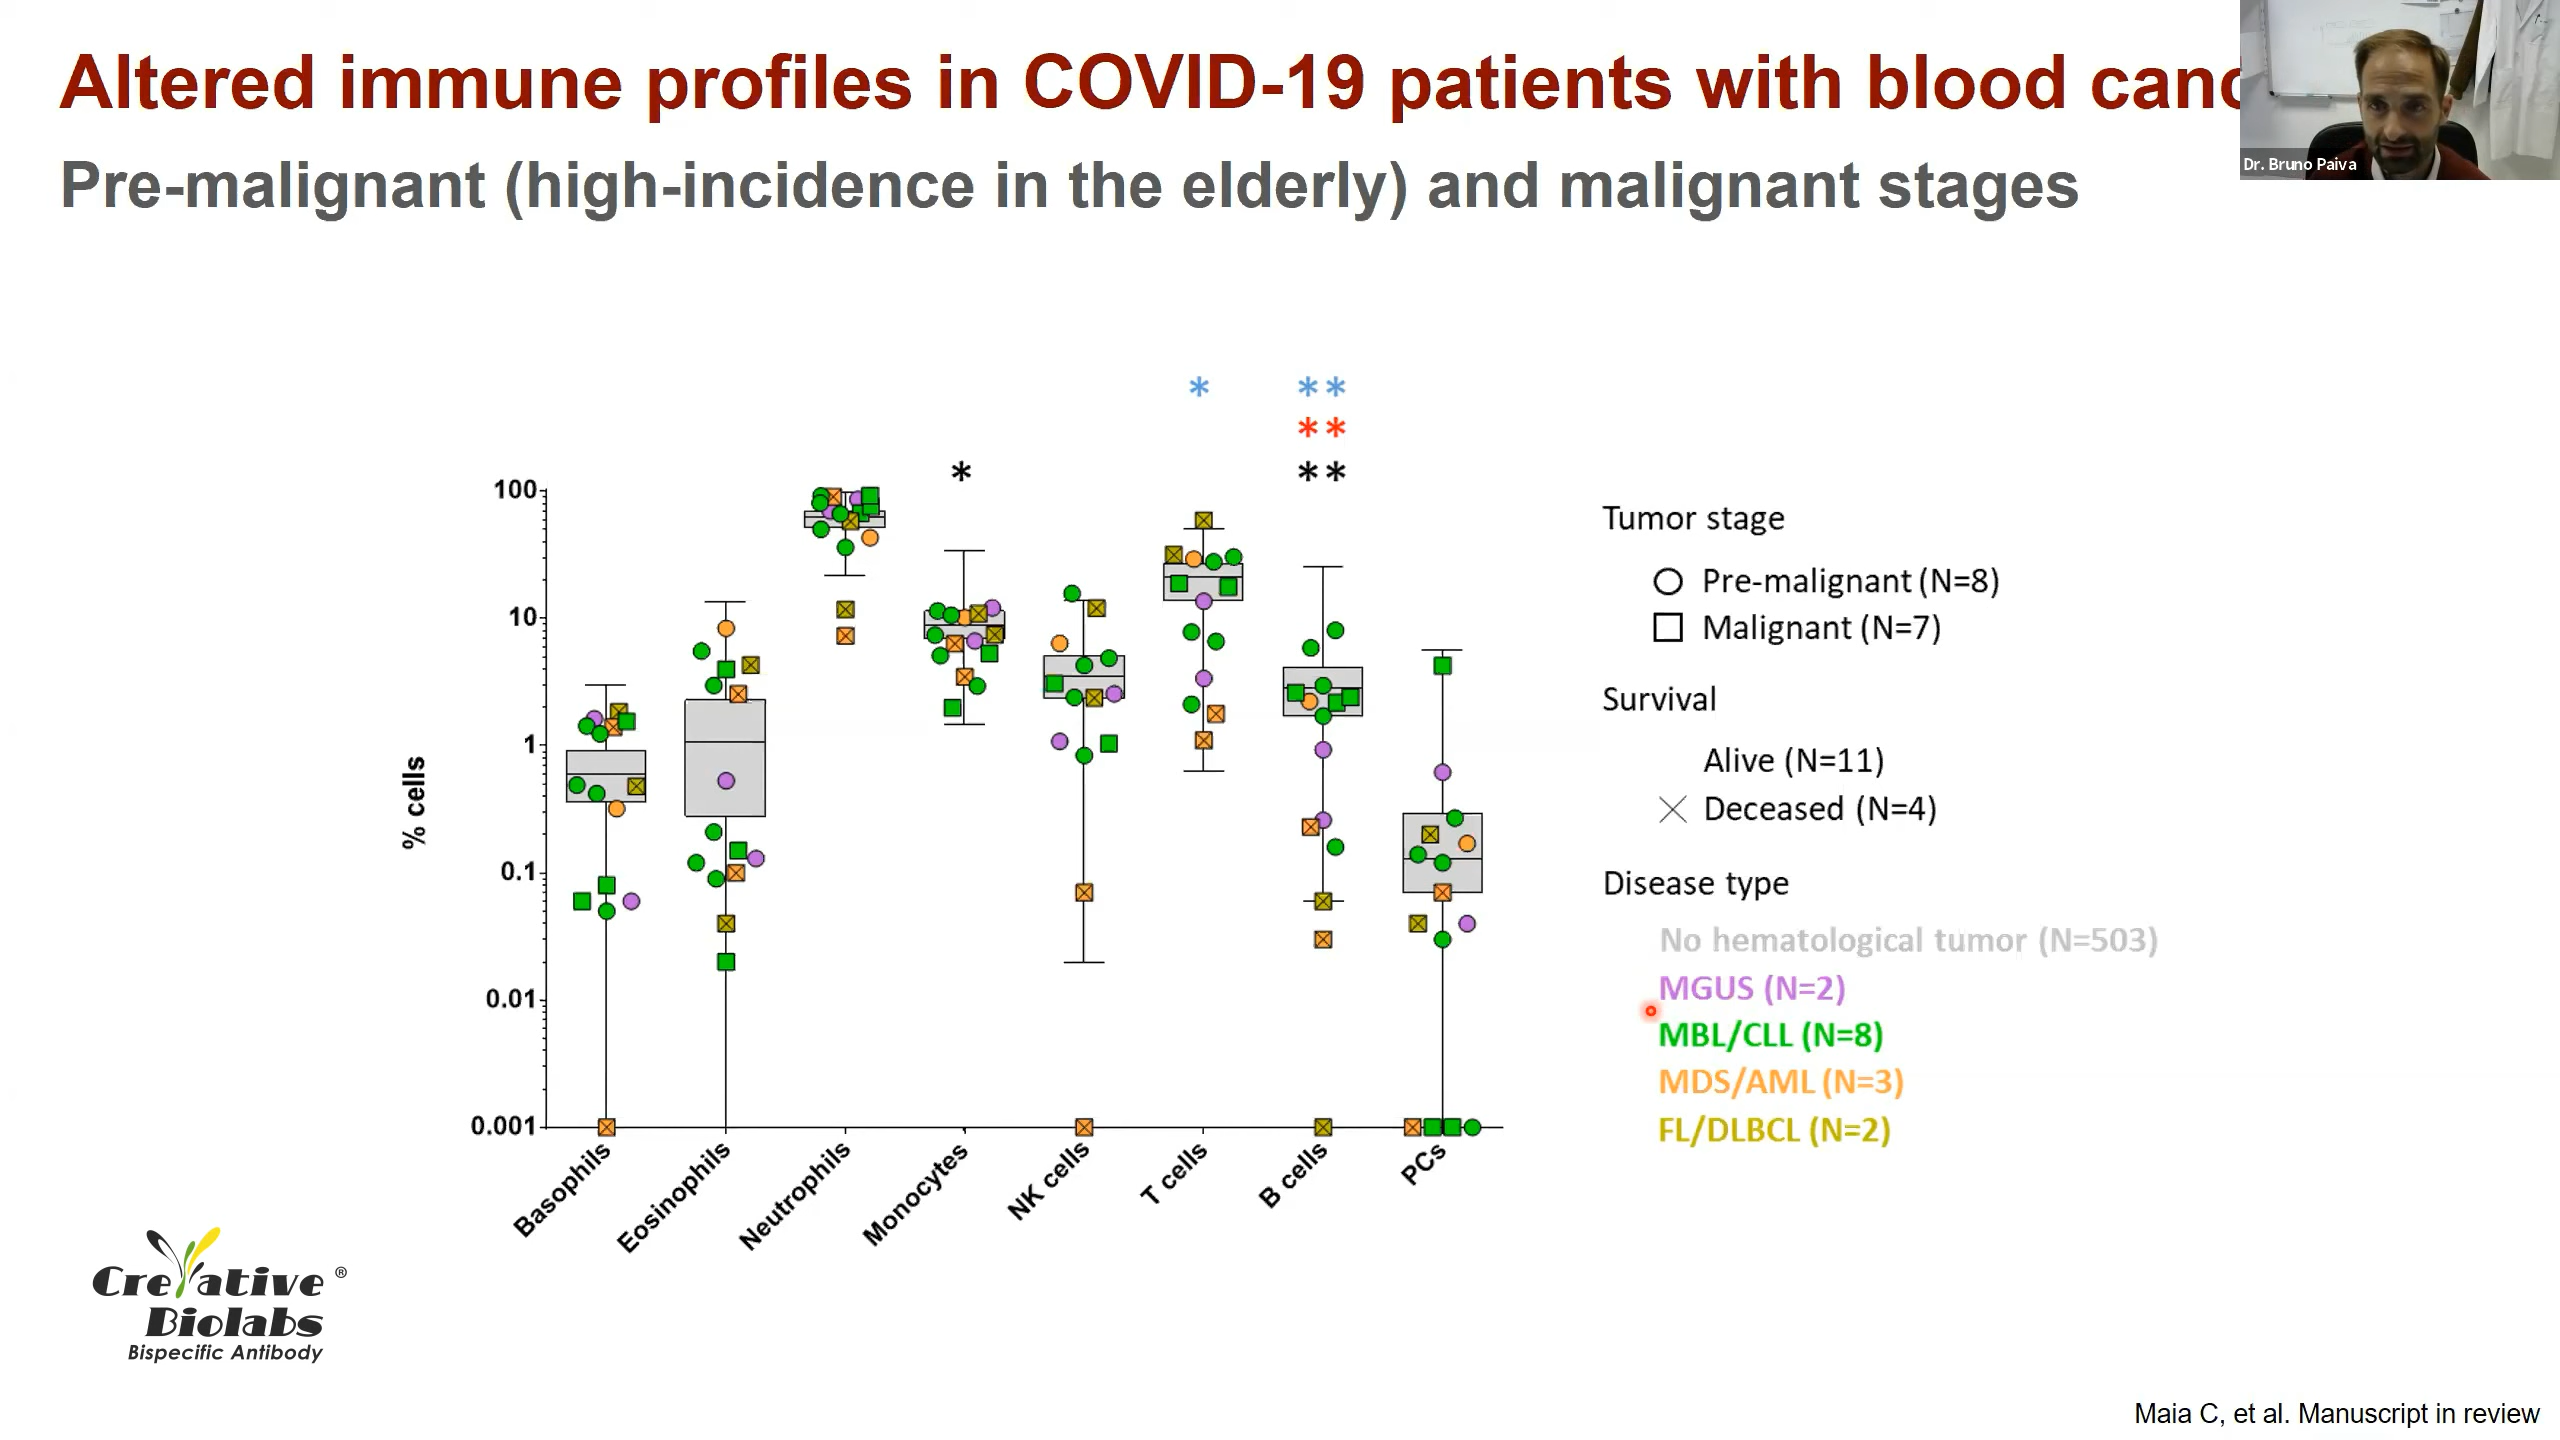 Altered immune profiles in COVID-19 patients with blood canc
Dr. Bruno Paiva
Pre-malignant (high-incidence in the elderly) and malignant stages
* **
**
* **
% cells
100
10
1
0.1
0.01
0.001
Basophils
Eosinophils
Neutrophils
Monocytes
NK cells
T cells
B cells
PCs
Tumor stage
Pre-malignant (N=8)
Malignant (N=7)
Survival
Alive (N=11)
Deceased (N=4)
Disease type
No hematological tumor (N=503)
MGUS (N=2)
MBL/CLL (N=8)
MDS/AML (N=3)
FL/DLBCL (N=2)
Creative ®
Biolabs
Bispecific Antibody
Maia C, et al. Manuscript in review